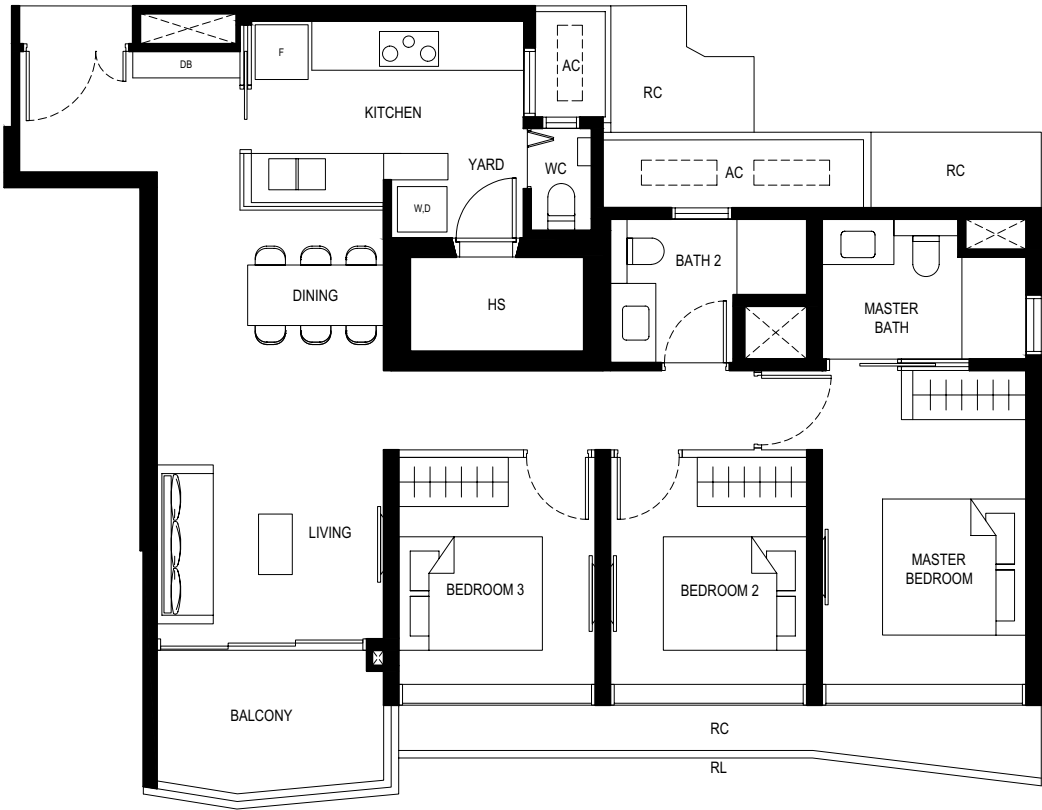 F
DB
AC
RC
KITCHEN
YARD
WC
AC
RC
W,D
BATH 2
DINING
HS
MASTER
BATH
LIVING
BEDROOM 3
BEDROOM 2
MASTER
BEDROOM
BALCONY
RC
RL